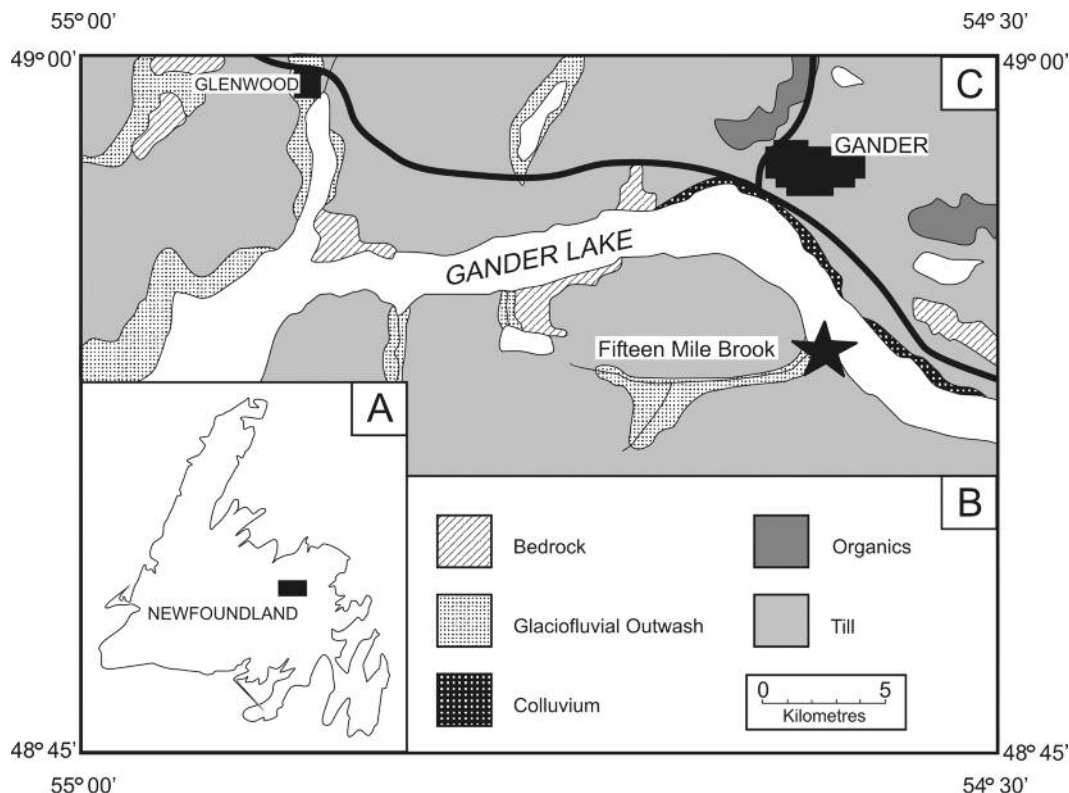 55° 00’
54° 30’
49° 00’
49° 00’
C
GLENWOOD
GANDER
GANDER LAKE
Fifteen Mile Brook
A
B
NEWFOUNDLAND
Bedrock
Organics
Glaciofluvial Outwash
Till
Colluvium
0 5
Kilometres
48° 45’
48° 45’
55° 00’
54° 30’